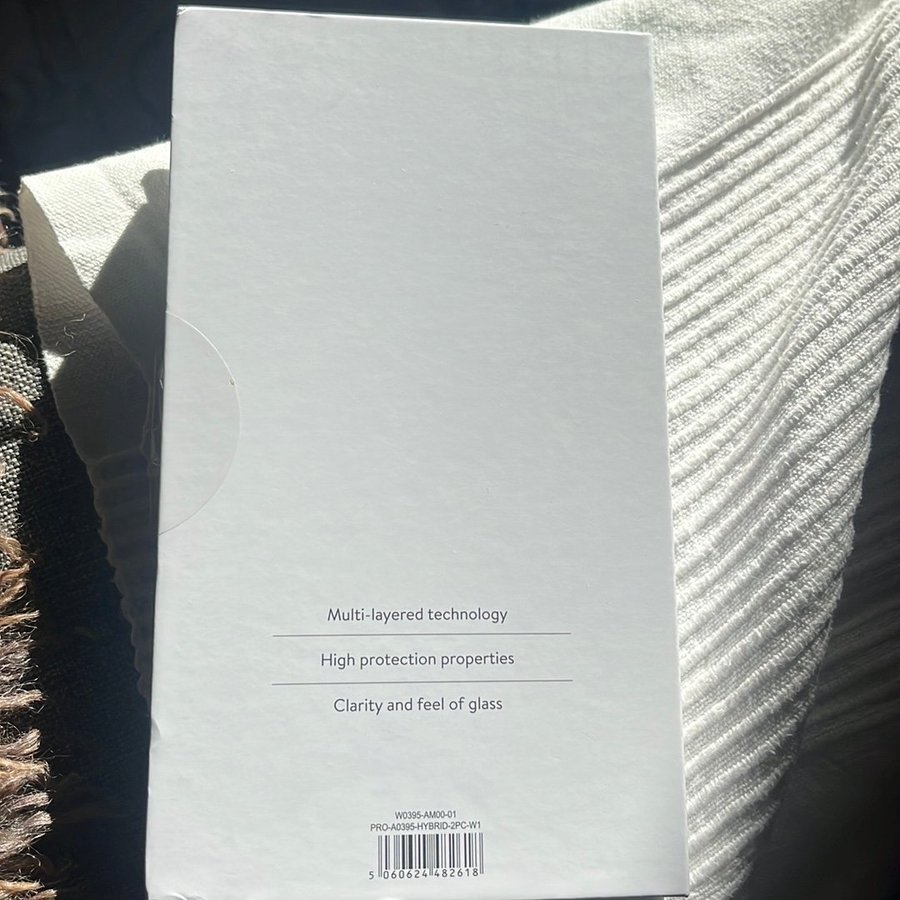 Multi-layered technology
High protection properties
Clarity and feel of glass
W0395-AM00-01
PRO-A0395-HYBRID-2PC-W1
5 060624 482618